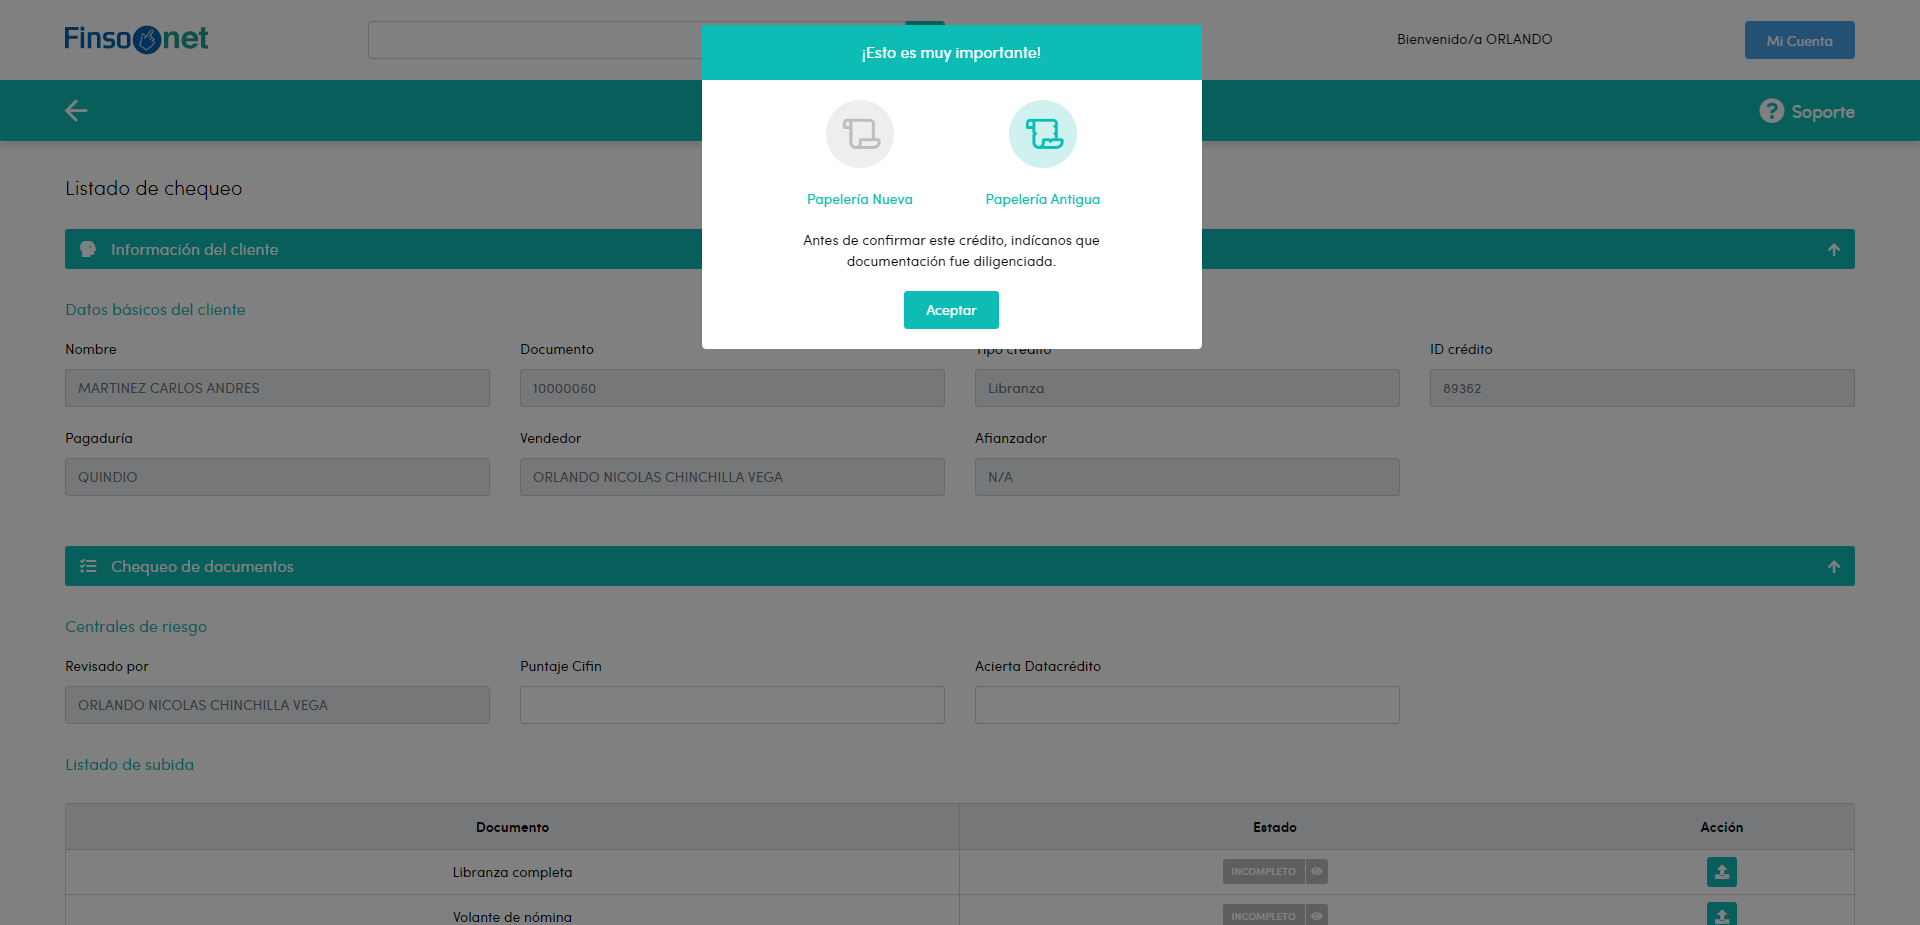 Finsonet
Bienvenido/a ORLANDO
Mi Cuenta
¡Esto es muy importante!
Soporte
Papelería Nueva
Papelería Antigua
Antes de confirmar este crédito, indícanos que
documentación fue diligenciada.
Aceptar
Listado de chequeo
Información del cliente
Datos básicos del cliente
Nombre
Documento
Tipo crédito
ID crédito
MARTINEZ CARLOS ANDRES
10000060
Libranza
89362
Pagaduría
Vendedor
Afianzador
QUINDIO
ORLANDO NICOLAS CHINCHILLA VEGA
N/A
Chequeo de documentos
Centrales de riesgo
Revisado por
Puntaje Cifin
Acierta Datacrédito
ORLANDO NICOLAS CHINCHILLA VEGA
Listado de subida
Documento
Estado
Acción
Libranza completa
INCOMPLETO
Volante de nómina
INCOMPLETO